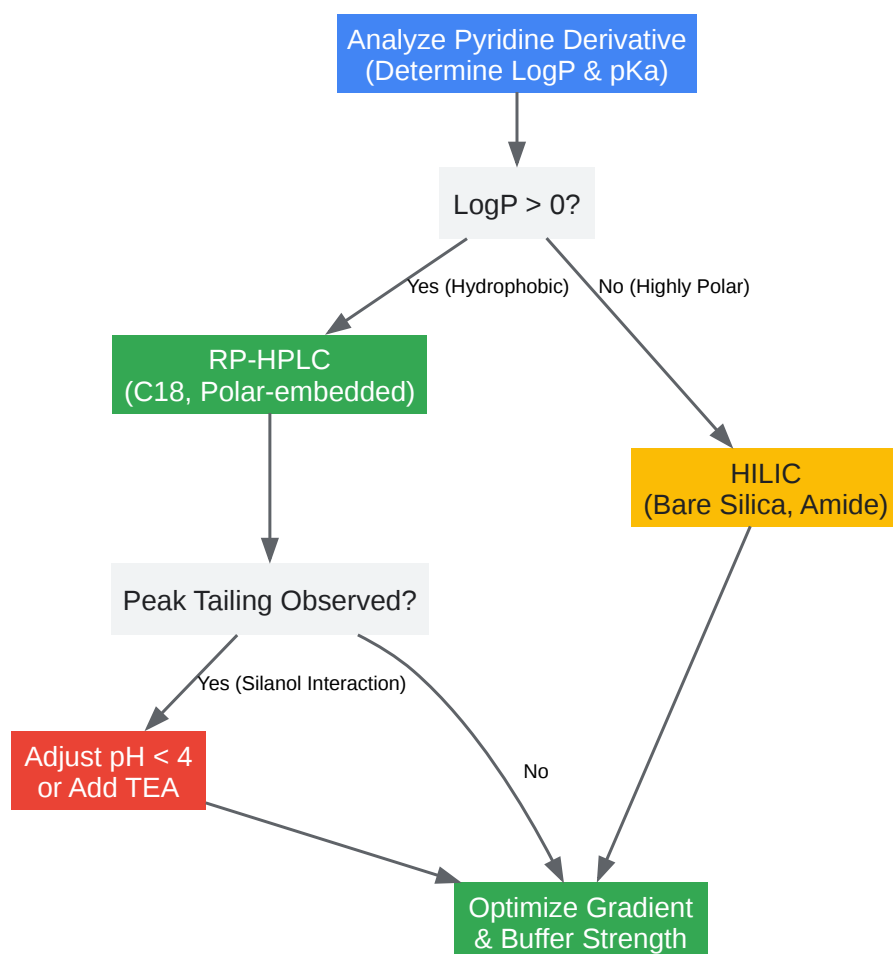 Analyze Pyridine Derivative
(Determine LogP & pKa)
LogP > 0?
Yes (Hydrophobic)
No (Highly Polar)
RP-HPLC
(C18, Polar-embedded)
HILIC
(Bare Silica, Amide)
Peak Tailing Observed?
Yes (Silanol Interaction)
No
Adjust pH < 4
or Add TEA
Optimize Gradient
& Buffer Strength